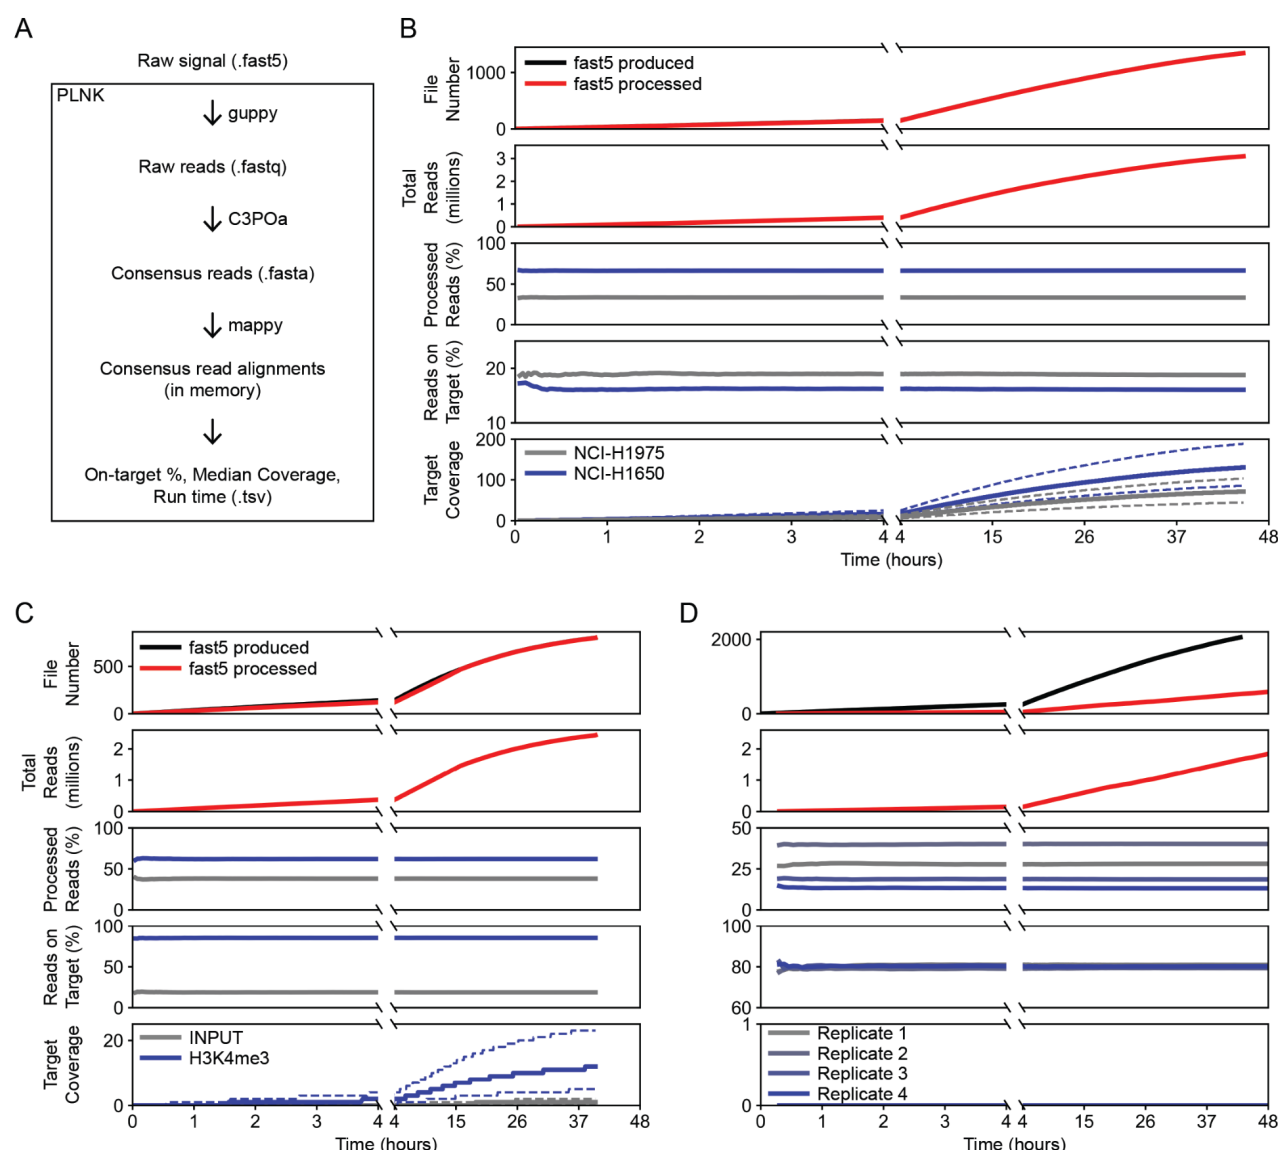 A
Raw signal (.fast5)
PLNK
guppy
Raw reads (.fastq)
C3POa
Consensus reads (.fasta)
mappy
Consensus read alignments
(in memory)
On-target %, Median Coverage,
Run time (.tsv)
B
fast5 produced
fast5 processed
File
Number
1000
0
Total
Reads
(millions)
3
2
1
0
Processed
Reads (%)
100
50
0
Reads on
Target (%)
20
10
Target
Coverage
200
100
0
NCI-H1975
NCI-H1650
0 1 2 3 4 4 15 26 37 48
Time (hours)
C
fast5 produced
fast5 processed
File
Number
500
0
Total
Reads
(millions)
2
1
0
Processed
Reads (%)
100
50
0
Reads on
Target (%)
100
50
0
Target
Coverage
20
0
INPUT
H3K4me3
0 1 2 3 4 4 15 26 37 48
Time (hours)
D
2000
0
2
1
0
50
25
0
100
80
60
1
0
Replicate 1
Replicate 2
Replicate 3
Replicate 4
0 1 2 3 4 4 15 26 37 48
Time (hours)